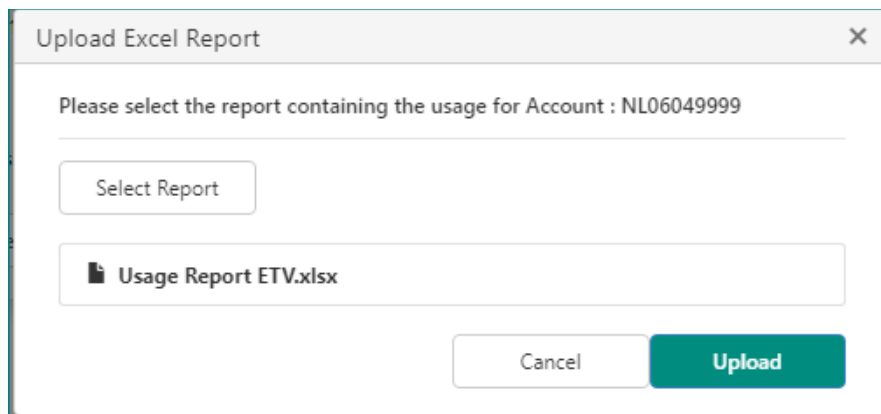 Upload Excel Report
Please select the report containing the usage for Account : NL06049999
Select Report
Usage Report ETV.xlsx
Cancel
Upload